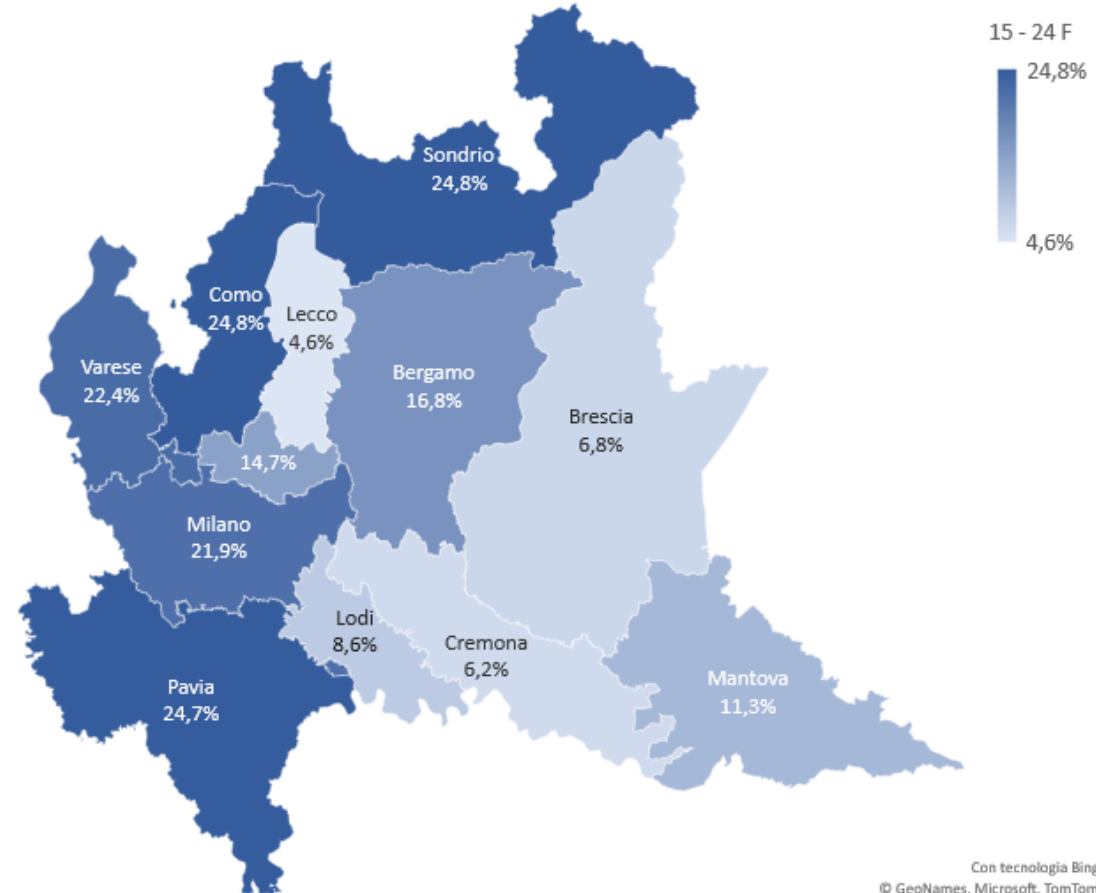 15 - 24 F
24,8%
4,6%
Sondrio
24,8%
Como
24,8%
Lecco
4,6%
Varese
22,4%
Bergamo
16,8%
Brescia
6,8%
14,7%
Milano
21,9%
Lodi
8,6%
Cremona
6,2%
Pavia
24,7%
Mantova
11,3%
Con tecnologia Bing
© GeoNames, Microsoft, TomTom